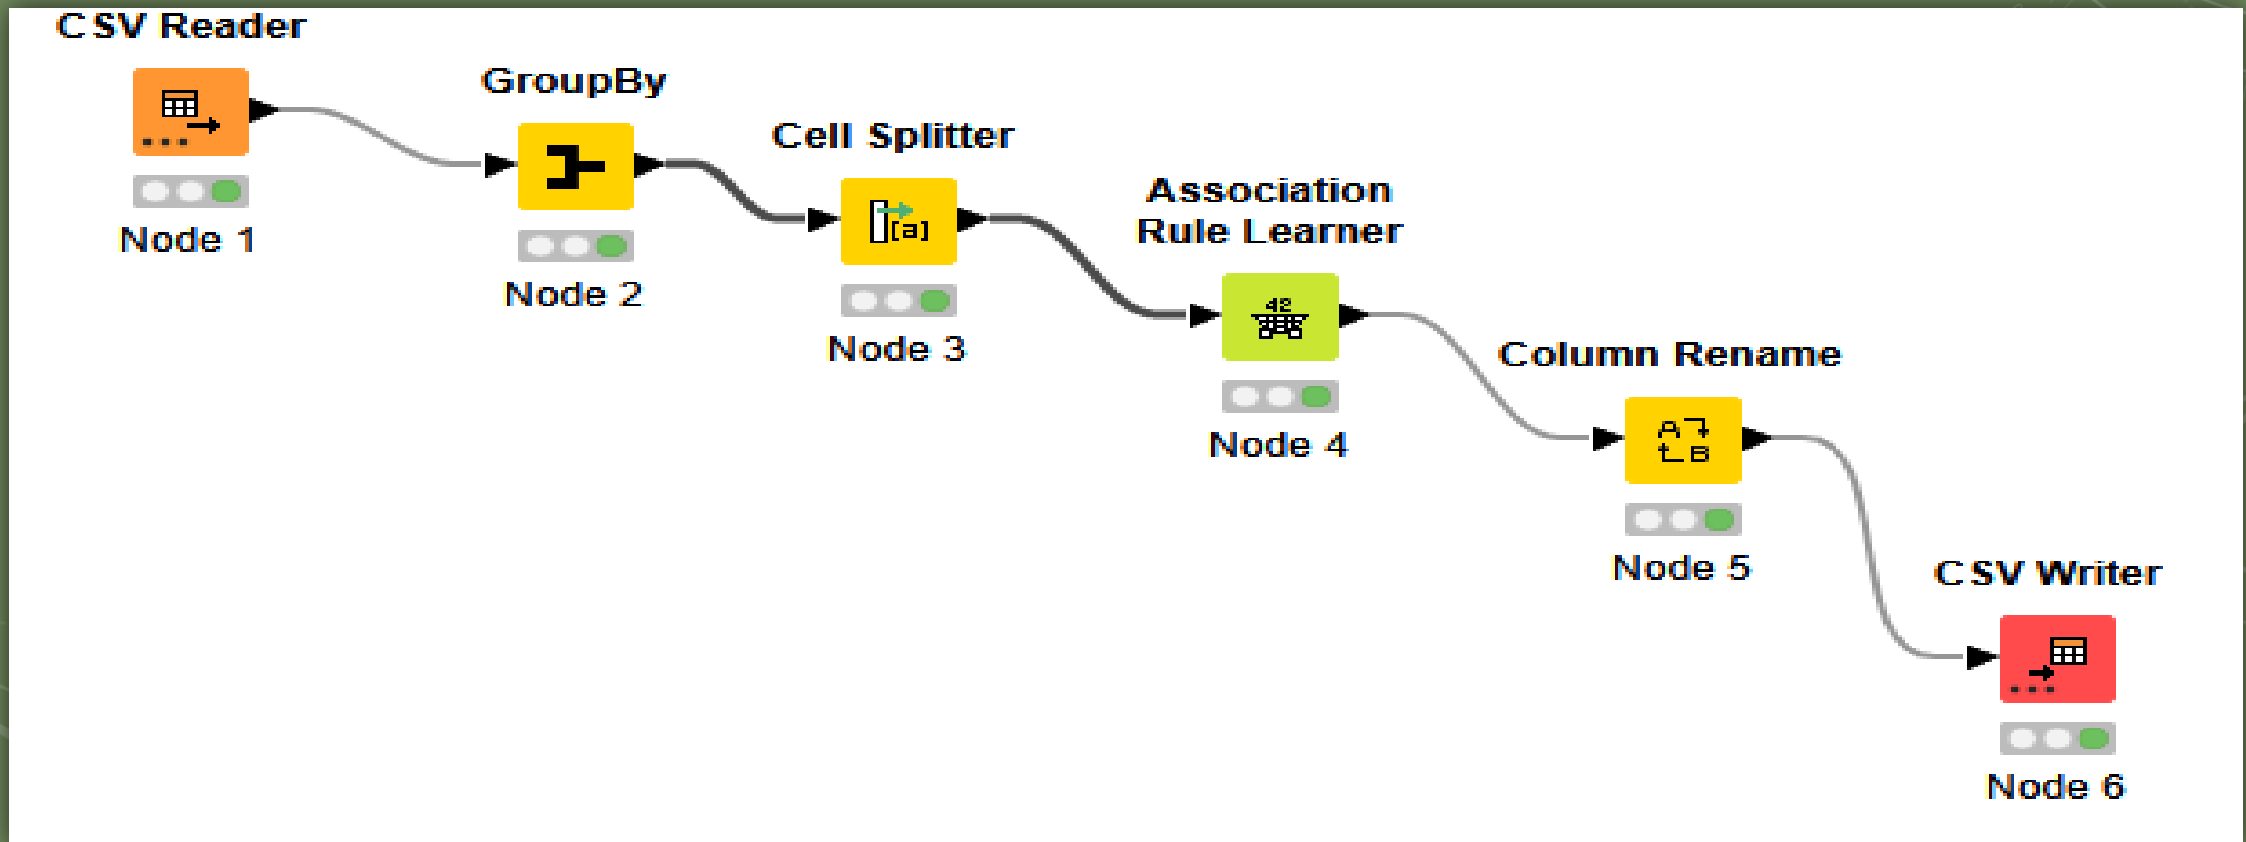 CSV Reader
Node 1
GroupBy
Node 2
Cell Splitter
[a]
Node 3
Association
Rule Learner
42
Node 4
Column Rename
A
B
Node 5
CSV Writer
Node 6